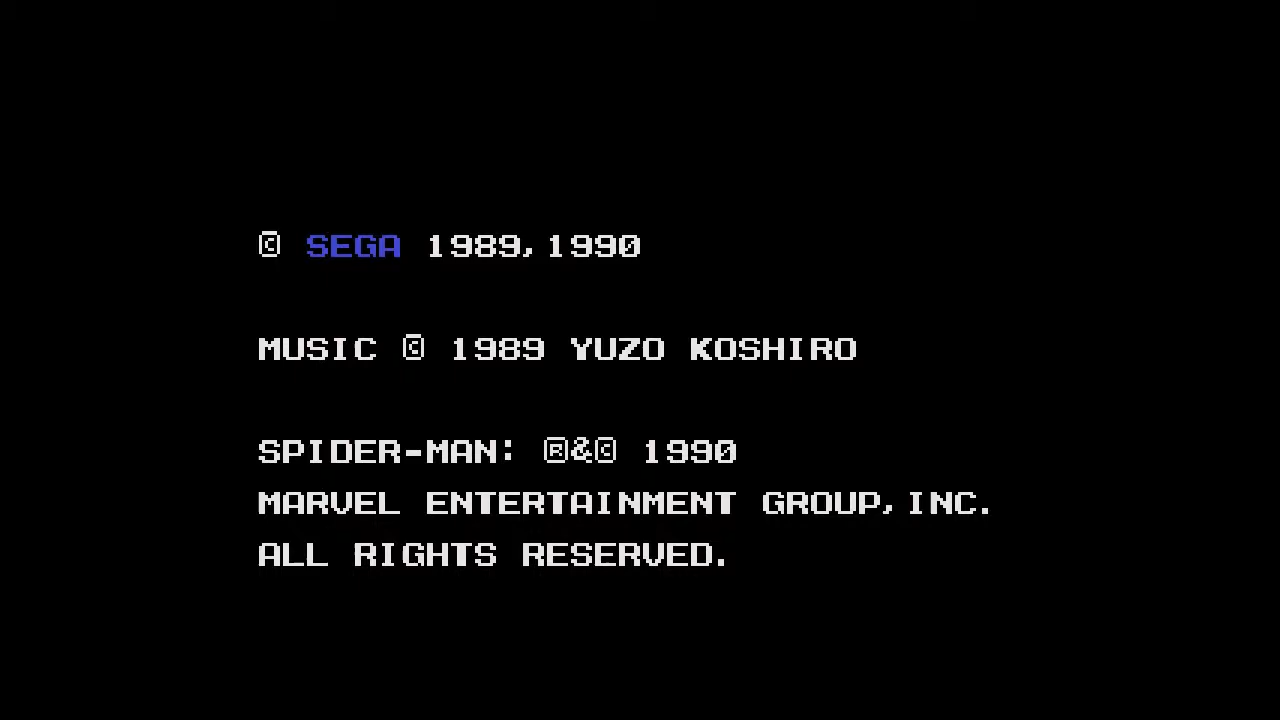 © SEGA 1989,1990
MUSIC © 1989 YUZO KOSHIRO
SPIDER-MAN: ®&© 1990
MARVEL ENTERTAINMENT GROUP,INC.
ALL RIGHTS RESERVED.